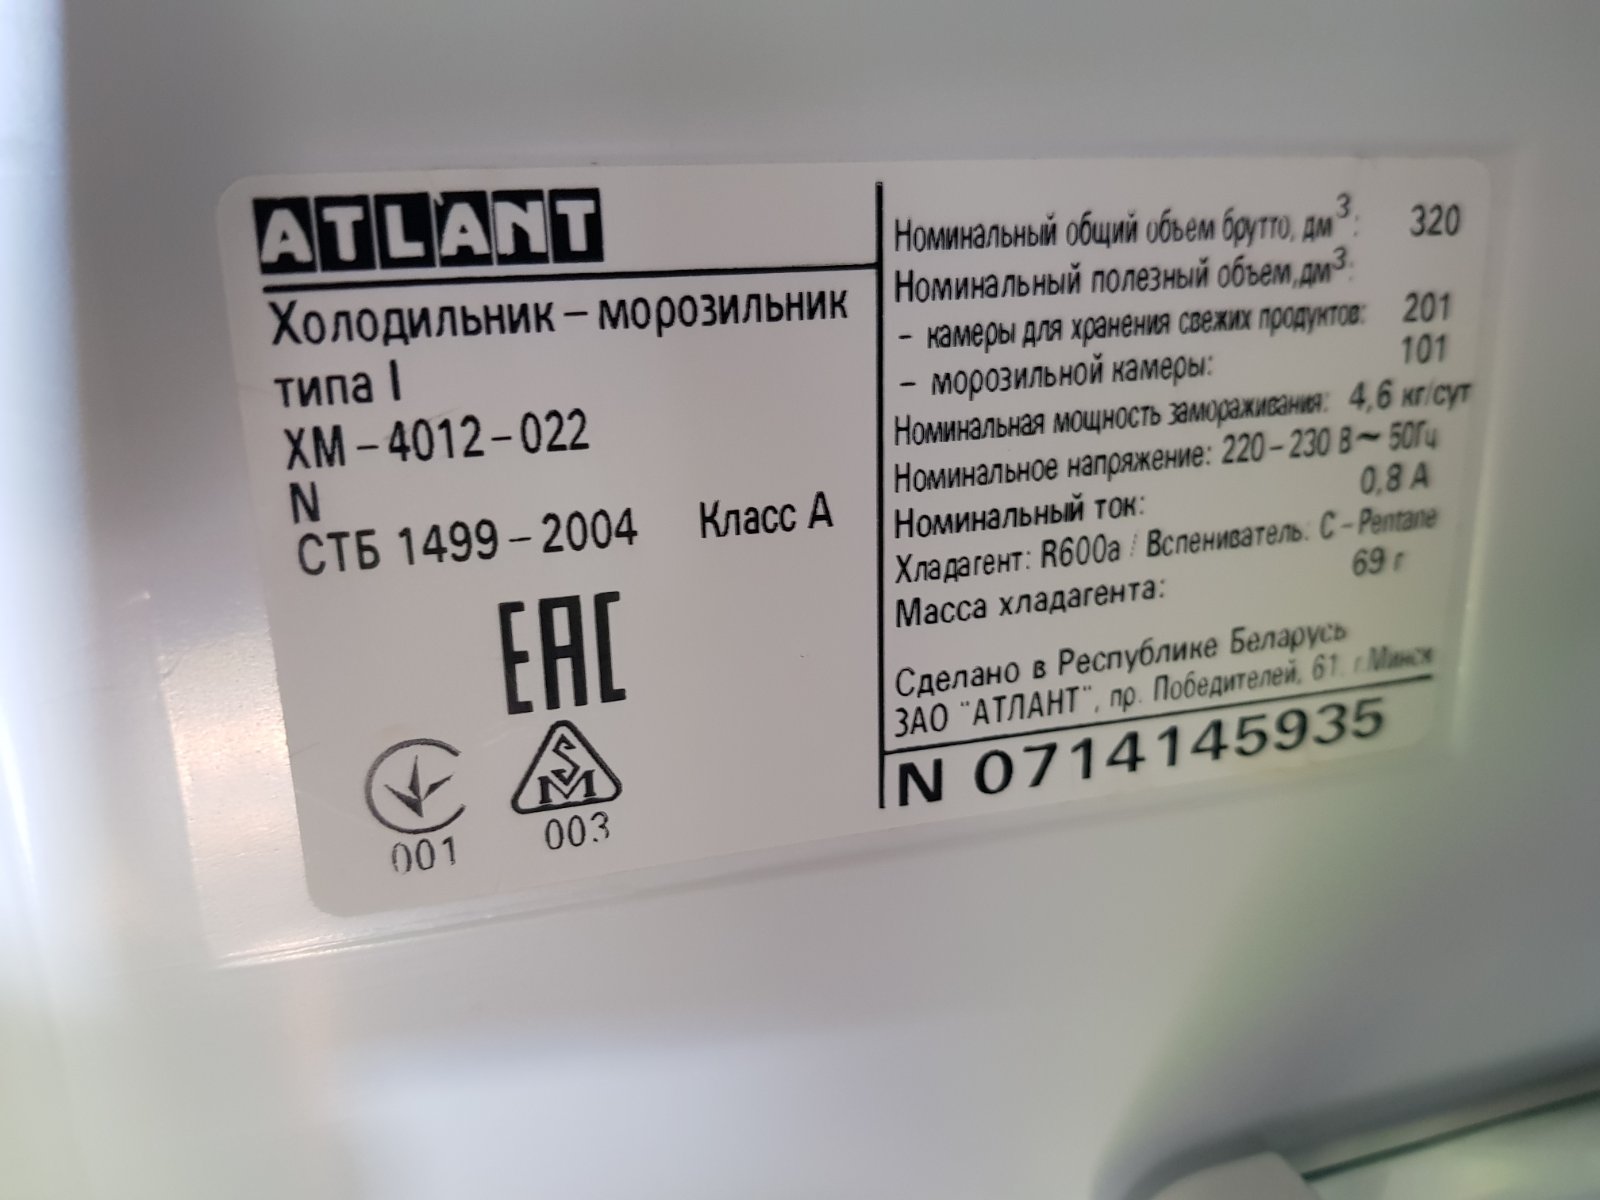 ATLANT
Холодильник – морозильник
типа I
ХМ – 4012 – 022
N
СТБ 1499 – 2004 Класс А
EAC
001
003
Номинальный общий объем брутто, дм³: 320
Номинальный полезный объем, дм³:
– камеры для хранения свежих продуктов: 201
– морозильной камеры: 101
Номинальная мощность замораживания: 4,6 кг/сут
Номинальное напряжение: 220 – 230 В ~ 50Гц
Номинальный ток: 0,8 А
Хладагент: R600a / Вспениватель: C – Pentane
Масса хладагента: 69 г
Сделано в Республике Беларусь
ЗАО "АТЛАНТ", пр. Победителей, 61, г.Минск
N 0714145935